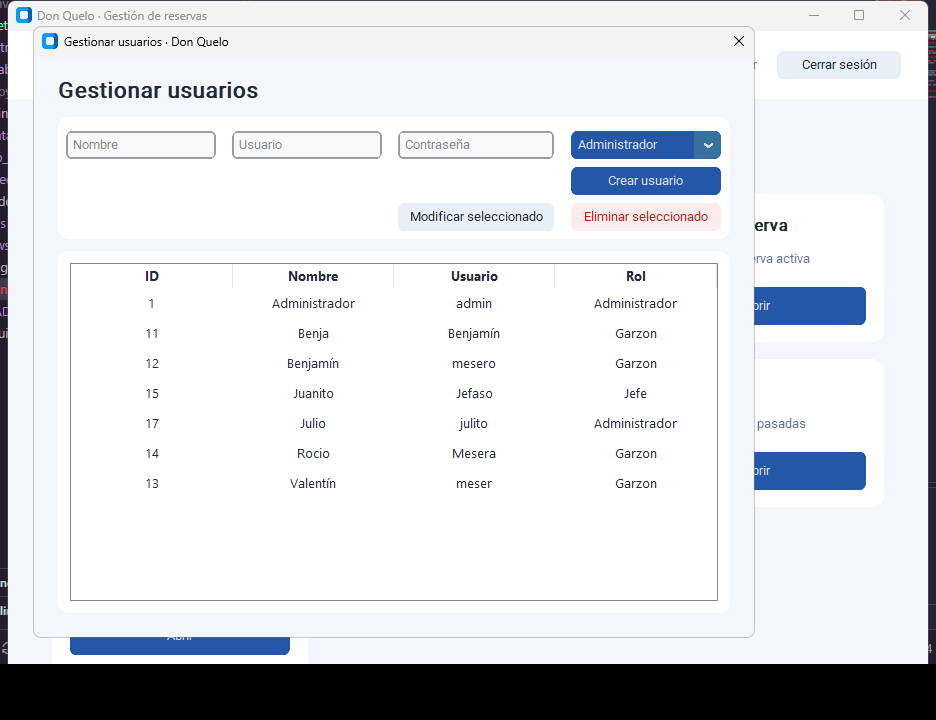 Don Quelo · Gestión de reservas
Gestionar usuarios · Don Quelo
Cerrar sesión
Gestionar usuarios
Nombre Usuario Contraseña Administrador
Crear usuario
Modificar seleccionado Eliminar seleccionado
ID Nombre Usuario Rol
1 Administrador admin Administrador
11 Benja Benjamín Garzon
12 Benjamín mesero Garzon
15 Juanito Jefaso Jefe
17 Julio julito Administrador
14 Rocio Mesera Garzon
13 Valentín meser Garzon
erva
erva activa
brir
pasadas
brir
Abrir